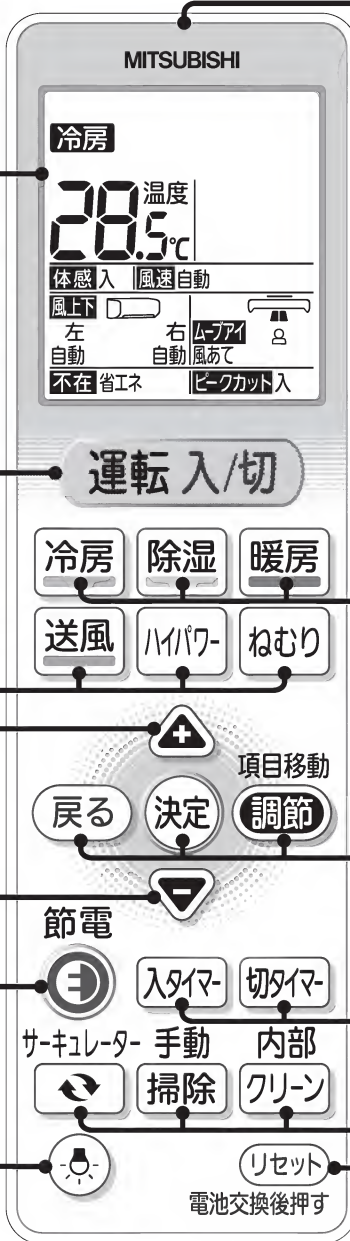 MITSUBISHI
冷房
28.5℃ 温度
体感 入 風速 自動
風上下
左 右 ムーブアイ
自動 自動 風あて
不在 省エネ ピークカット 入
運転 入/切
冷房 除湿 暖房
送風 ハイパワー ねむり
+
項目移動
戻る 決定 調節
-
節電
入タイマー 切タイマー
サーキュレーター 手動 内部
掃除 クリーン
リセット
電池交換後押す